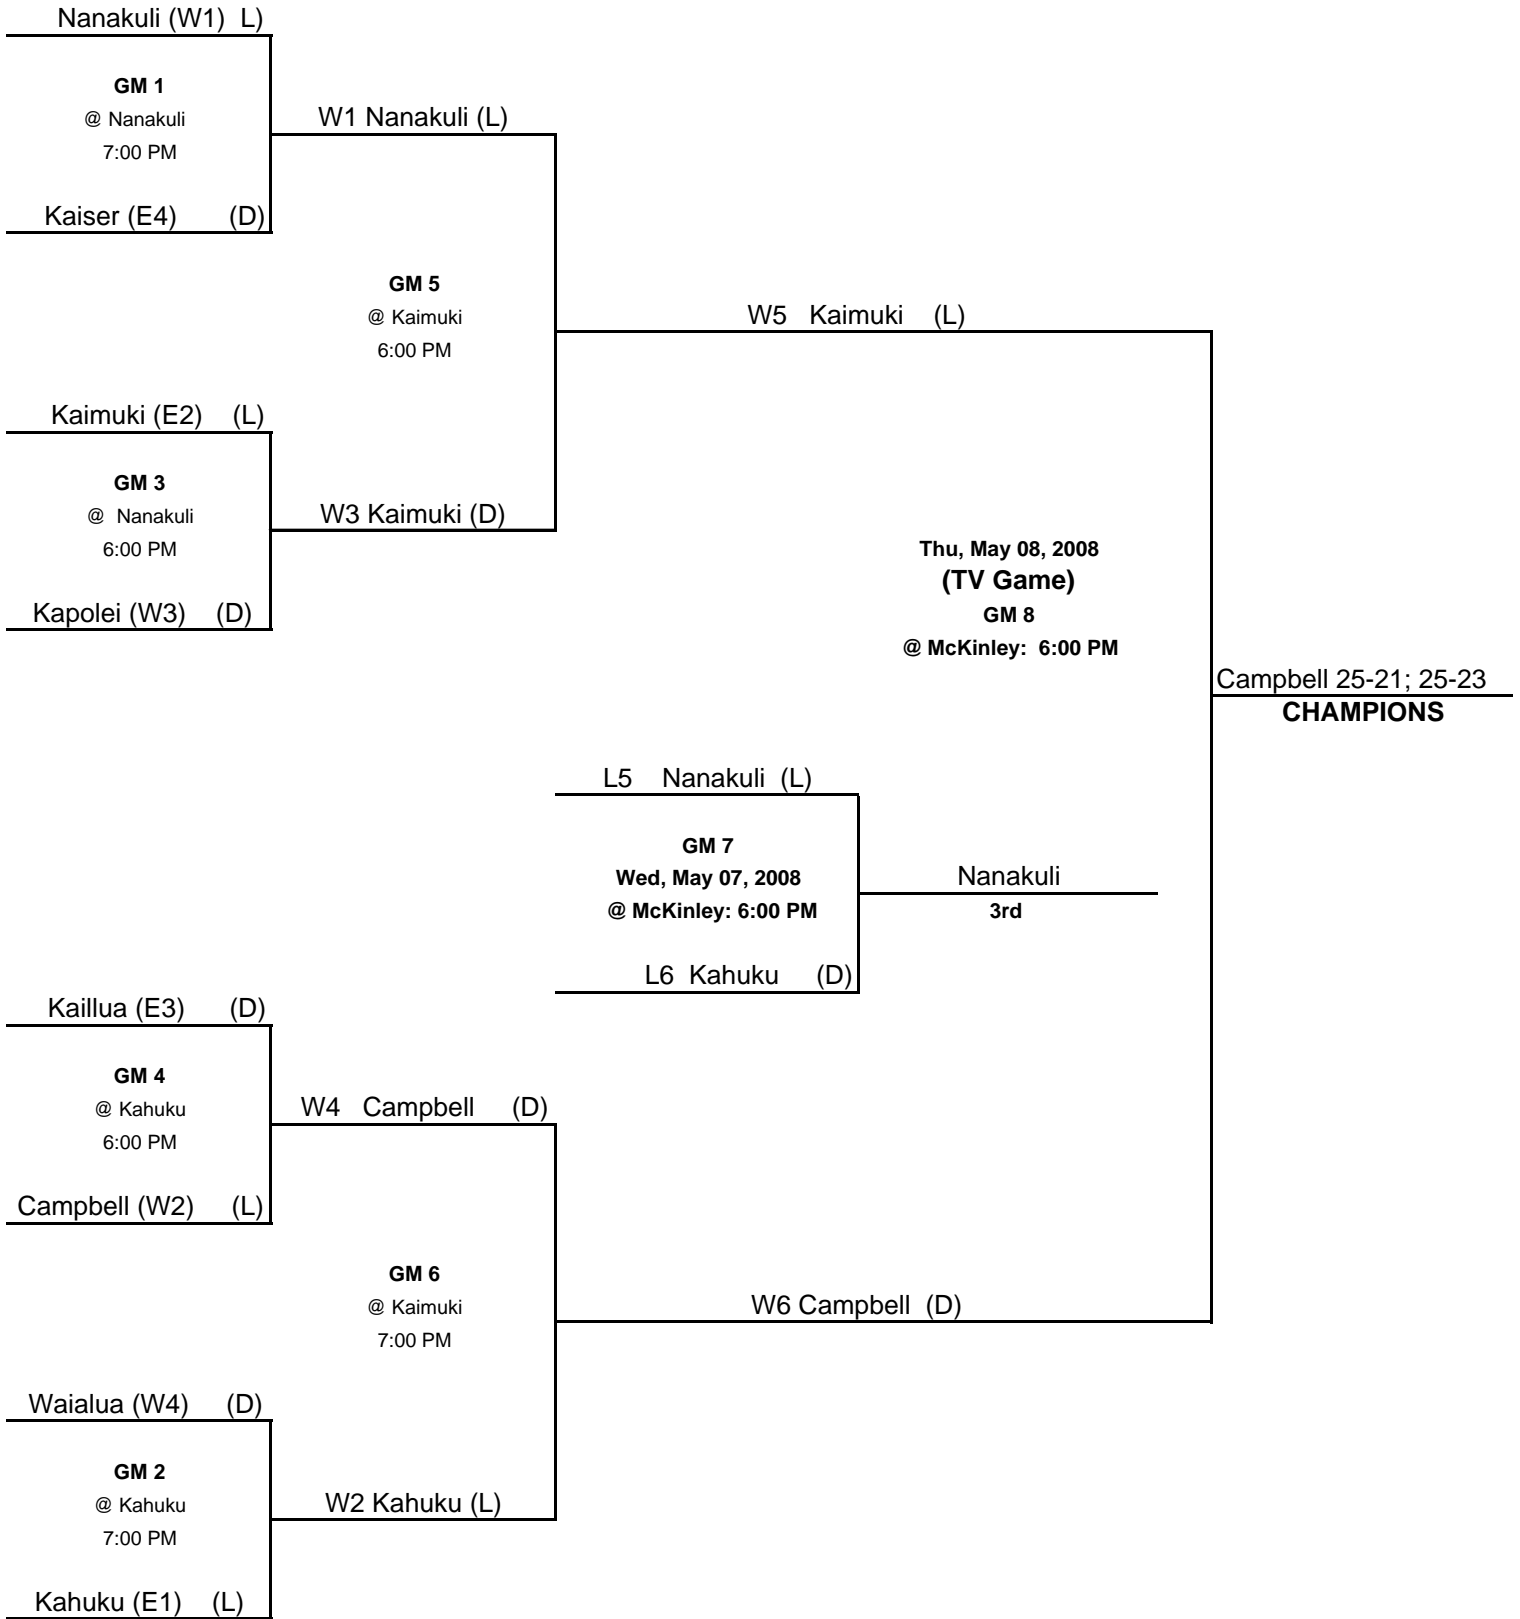 Nanakuli (W1) L)
GM 1
@ Nanakuli
7:00 PM
W1 Nanakuli (L)
Kaiser (E4) (D)
GM 5
@ Kaimuki
6:00 PM
W5 Kaimuki (L)
Kaimuki (E2) (L)
GM 3
@ Nanakuli
6:00 PM
W3 Kaimuki (D)
Kapolei (W3) (D)
Thu, May 08, 2008
(TV Game)
GM 8
@ McKinley: 6:00 PM
Campbell 25-21; 25-23
CHAMPIONS
L5 Nanakuli (L)
GM 7
Wed, May 07, 2008
@ McKinley: 6:00 PM
Nanakuli
3rd
L6 Kahuku (D)
Kaillua (E3) (D)
GM 4
@ Kahuku
6:00 PM
W4 Campbell (D)
Campbell (W2) (L)
GM 6
@ Kaimuki
7:00 PM
W6 Campbell (D)
Waialua (W4) (D)
GM 2
@ Kahuku
7:00 PM
W2 Kahuku (L)
Kahuku (E1) (L)